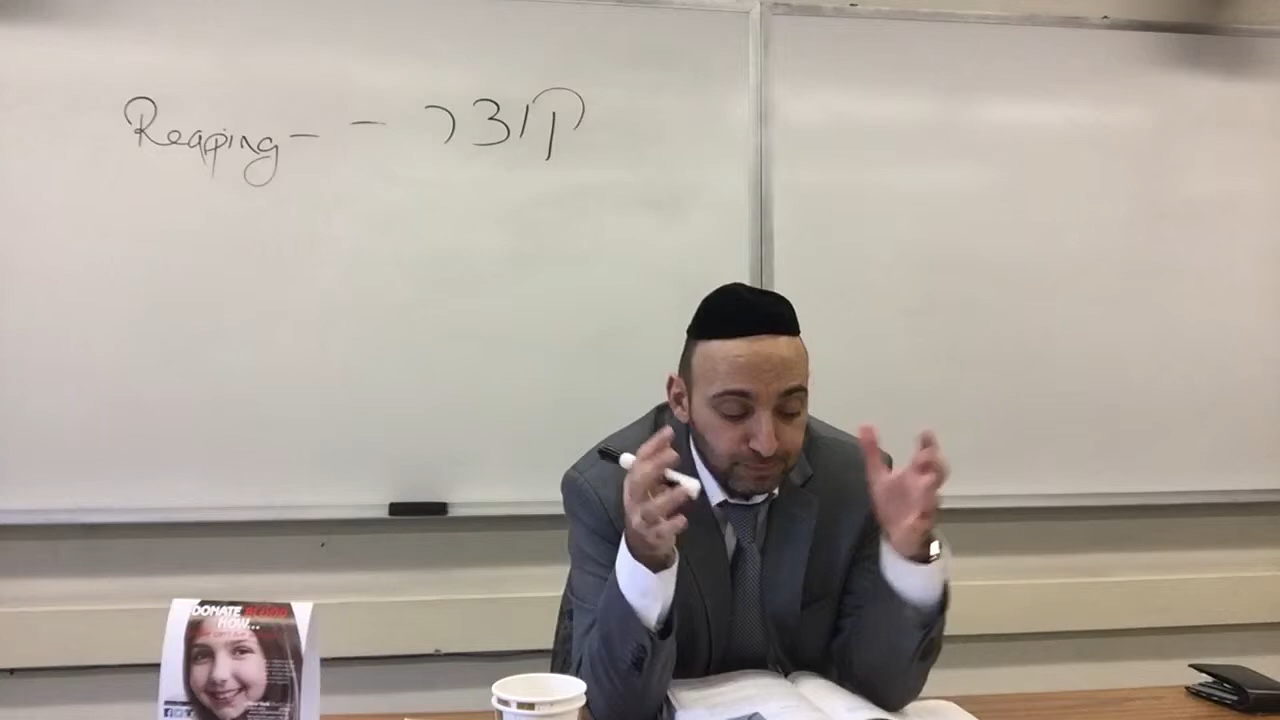 Reaping - - קוצר
DONATE BLOOD
NOW...